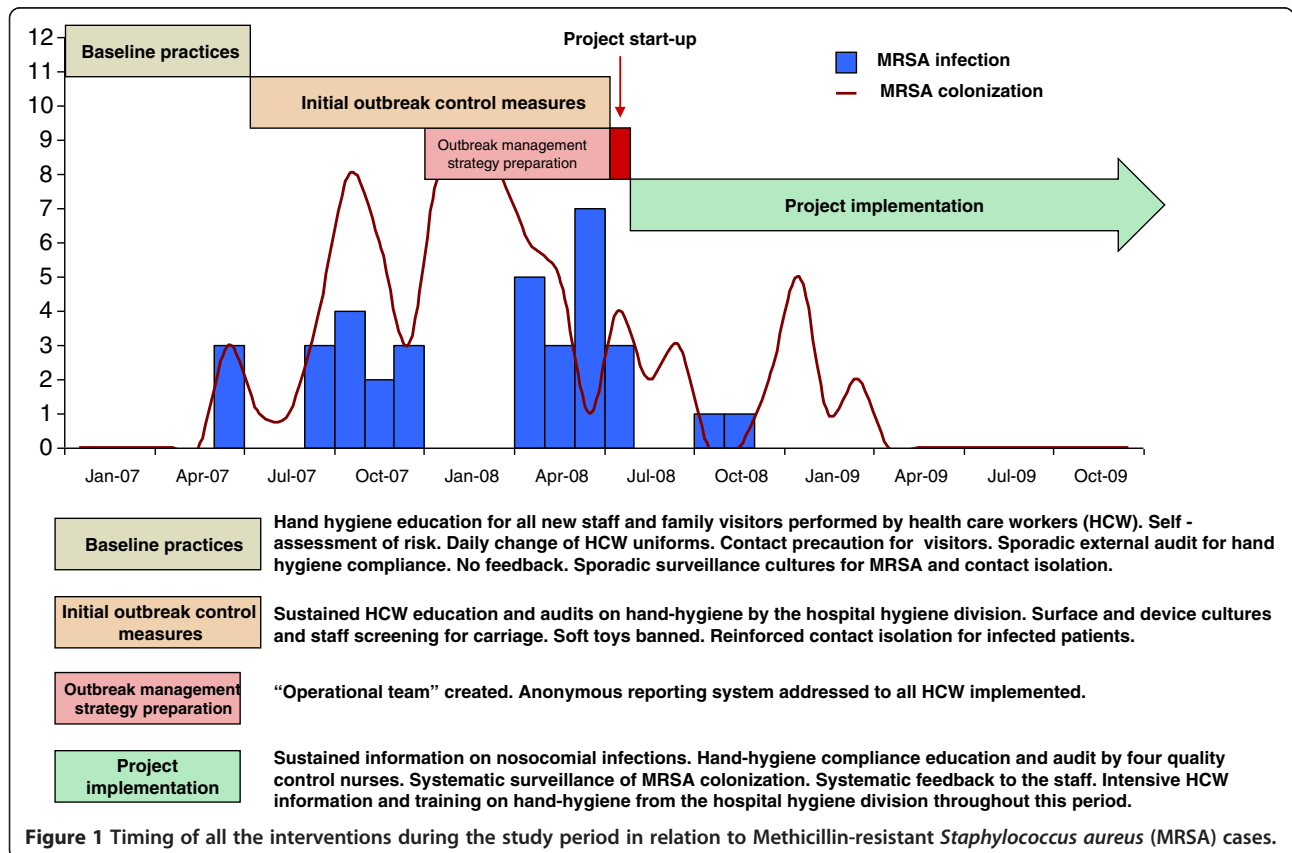 Project start-up
Baseline practices
MRSA infection
MRSA colonization
Initial outbreak control measures
Outbreak management
strategy preparation
Project implementation
12
11
10
9
8
7
6
5
4
3
2
1
0
Jan-07 Apr-07 Jul-07 Oct-07 Jan-08 Apr-08 Jul-08 Oct-08 Jan-09 Apr-09 Jul-09 Oct-09
Baseline practices
Hand hygiene education for all new staff and family visitors performed by health care workers (HCW). Self -
assessment of risk. Daily change of HCW uniforms. Contact precaution for visitors. Sporadic external audit for hand
hygiene compliance. No feedback. Sporadic surveillance cultures for MRSA and contact isolation.
Initial outbreak control
measures
Sustained HCW education and audits on hand-hygiene by the hospital hygiene division. Surface and device cultures
and staff screening for carriage. Soft toys banned. Reinforced contact isolation for infected patients.
Outbreak management
strategy preparation
“Operational team” created. Anonymous reporting system addressed to all HCW implemented.
Project
implementation
Sustained information on nosocomial infections. Hand-hygiene compliance education and audit by four quality
control nurses. Systematic surveillance of MRSA colonization. Systematic feedback to the staff. Intensive HCW
information and training on hand-hygiene from the hospital hygiene division throughout this period.
Figure 1 Timing of all the interventions during the study period in relation to Methicillin-resistant Staphylococcus aureus (MRSA) cases.